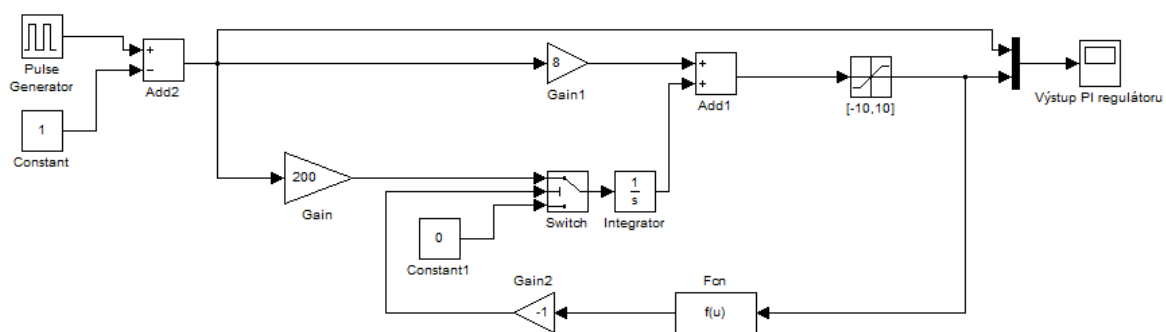 Pulse
Generator
+
−
Add2
1
Constant
8
Gain1
+
+
Add1
[-10,10]
Výstup PI regulátoru
200
Gain
Switch
1
s
Integrator
0
Constant1
Gain2
-1
Fcn
f(u)